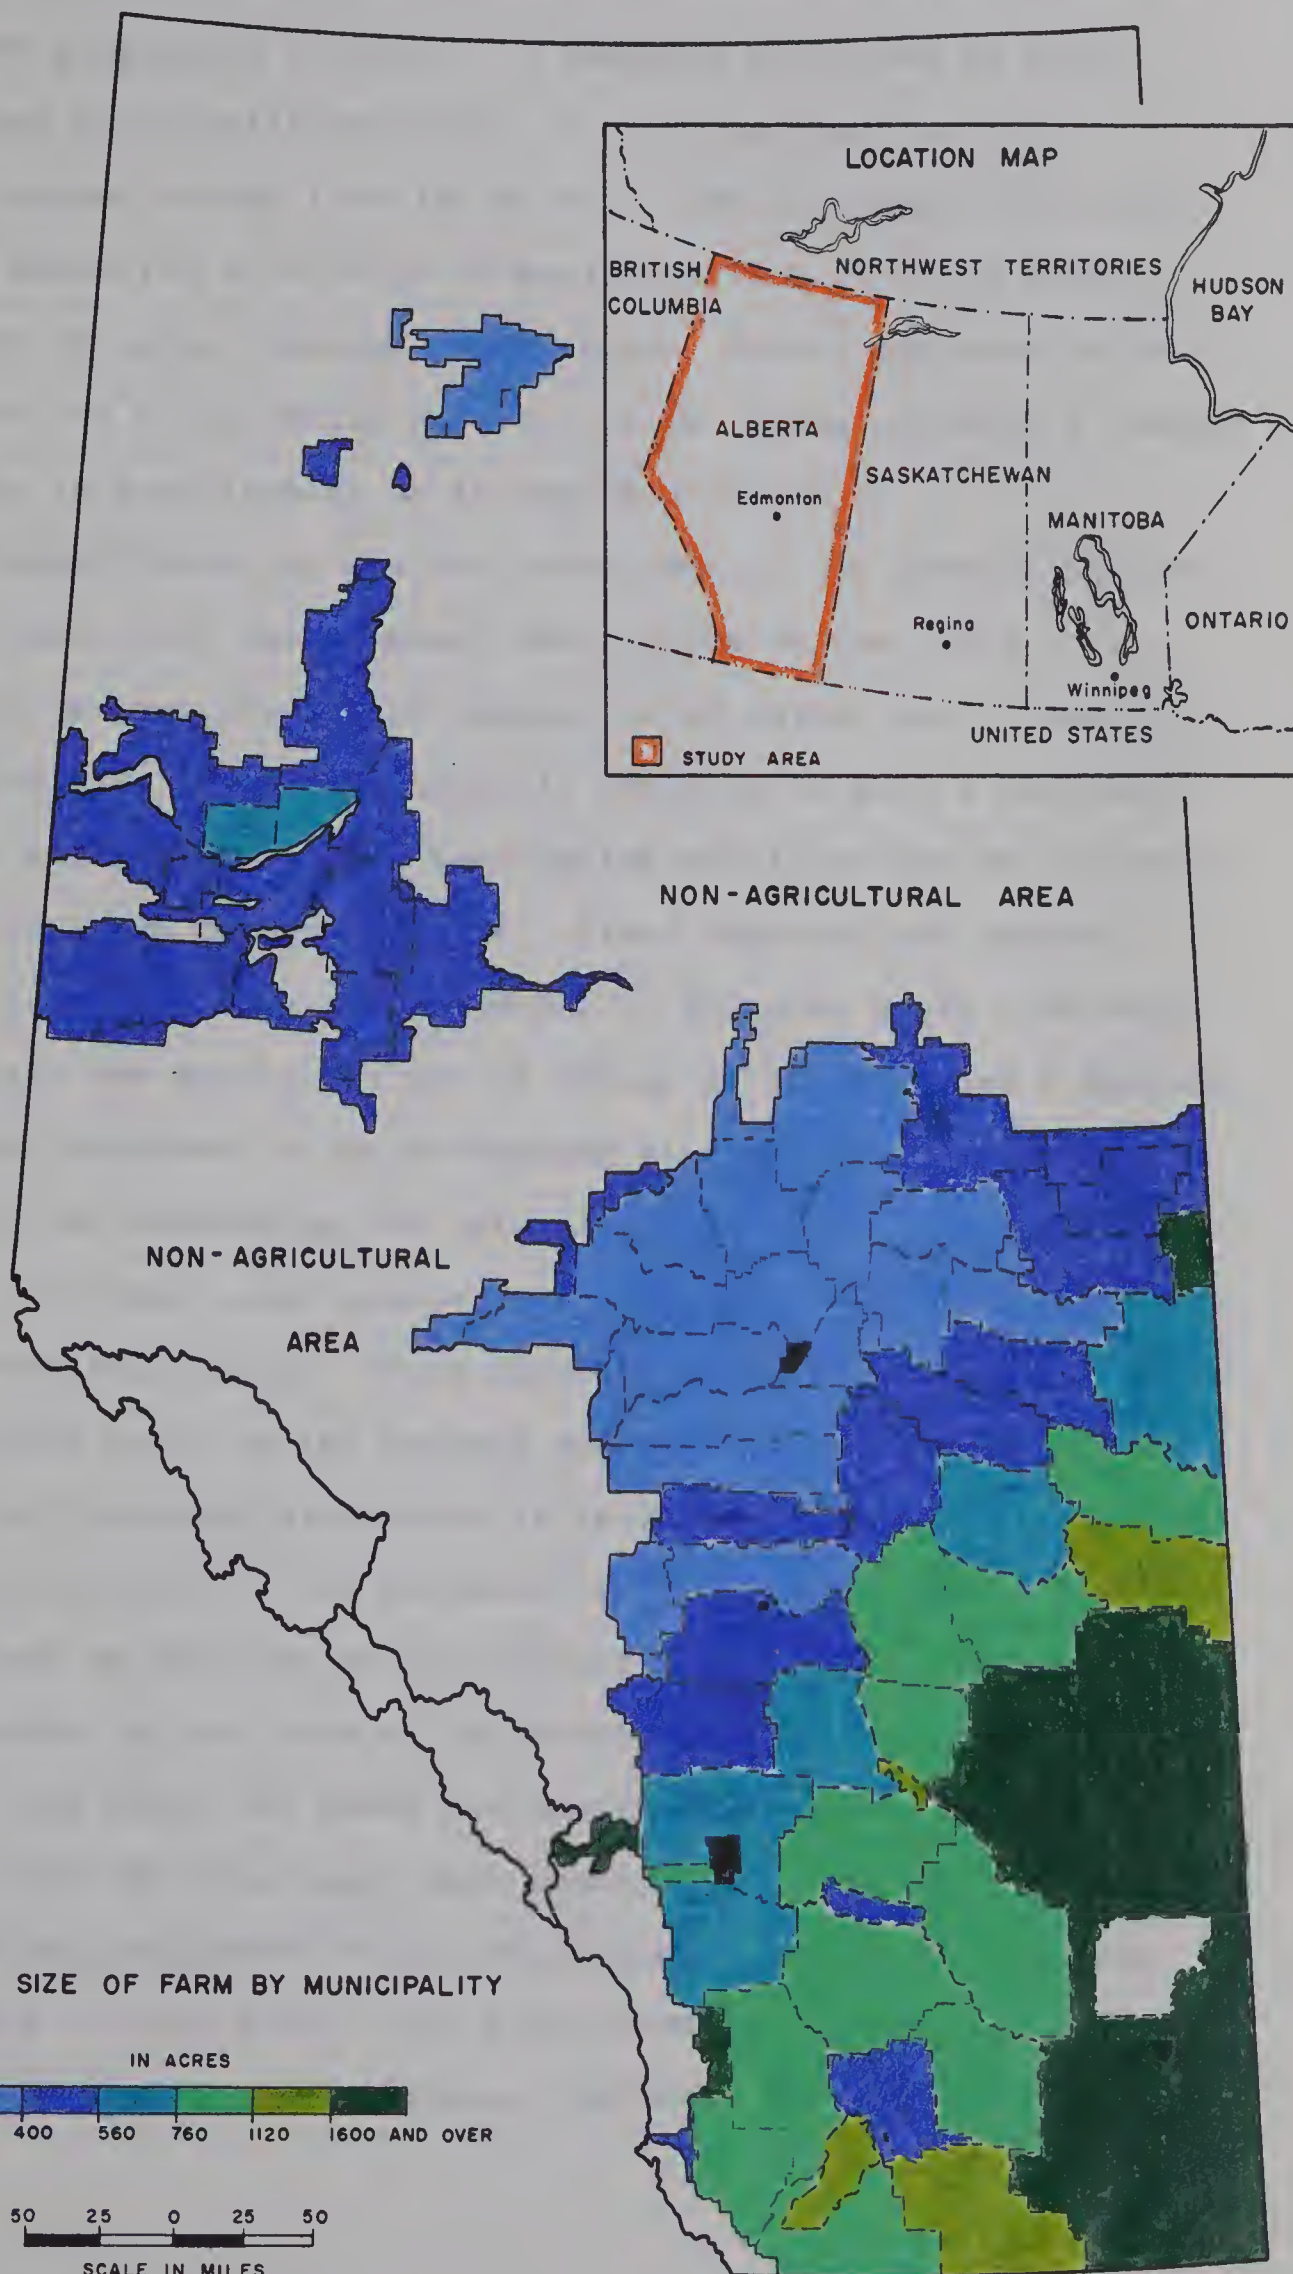 LOCATION MAP
BRITISH
COLUMBIA
NORTHWEST TERRITORIES
HUDSON
BAY
ALBERTA
SASKATCHEWAN
Edmonton
MANITOBA
Regina
ONTARIO
Winnipeg
UNITED STATES
STUDY AREA
NON-AGRICULTURAL AREA
NON-AGRICULTURAL
AREA
SIZE OF FARM BY MUNICIPALITY
IN ACRES
400 560 760 1120 1600 AND OVER
50 25 0 25 50
SCALE IN MILES